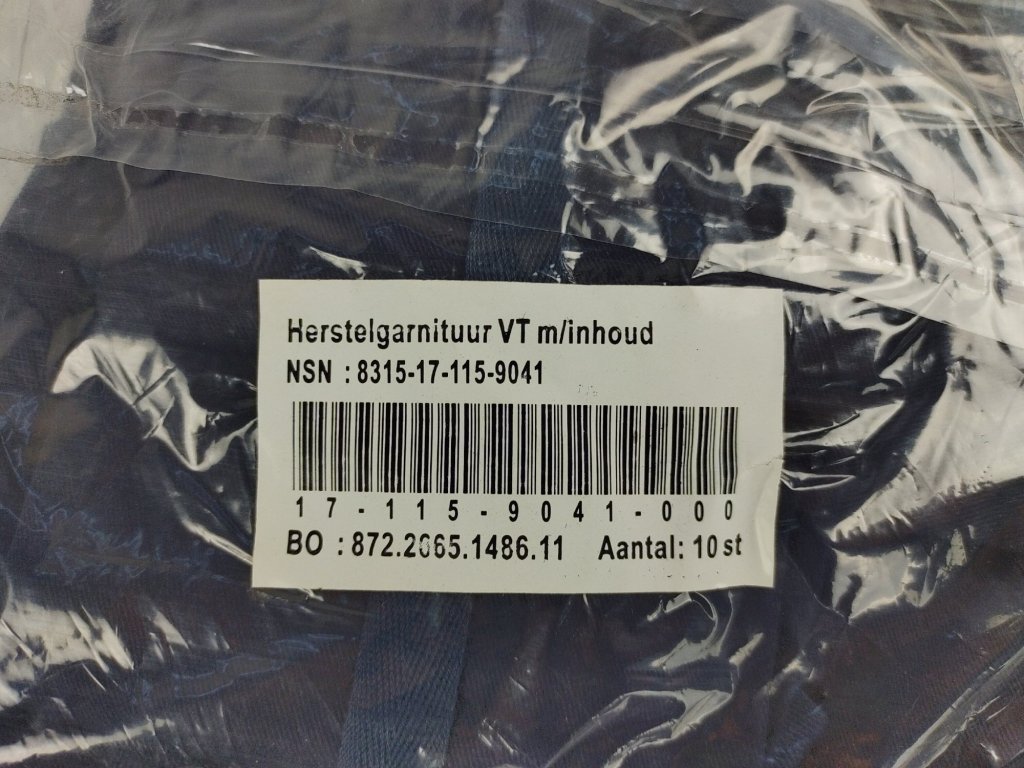 Herstelgarnituur VT m/inhoud
NSN : 8315-17-115-9041
17-115-9041-000
BO : 872.2665.1486.11 Aantal: 10 st